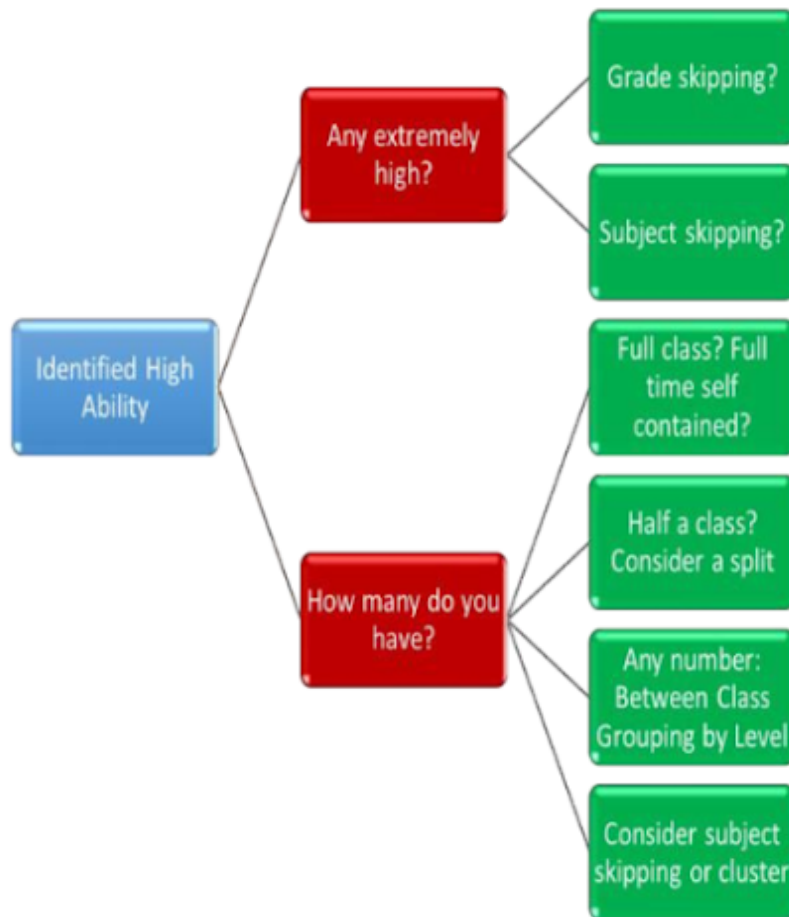 Grade skipping?
Any extremely
high?
Subject skipping?
Identified High
Ability
Full class? Full
time self
contained?
Half a class?
Consider a split
How many do you
have?
Any number:
Between Class
Grouping by Level
Consider subject
skipping or cluster